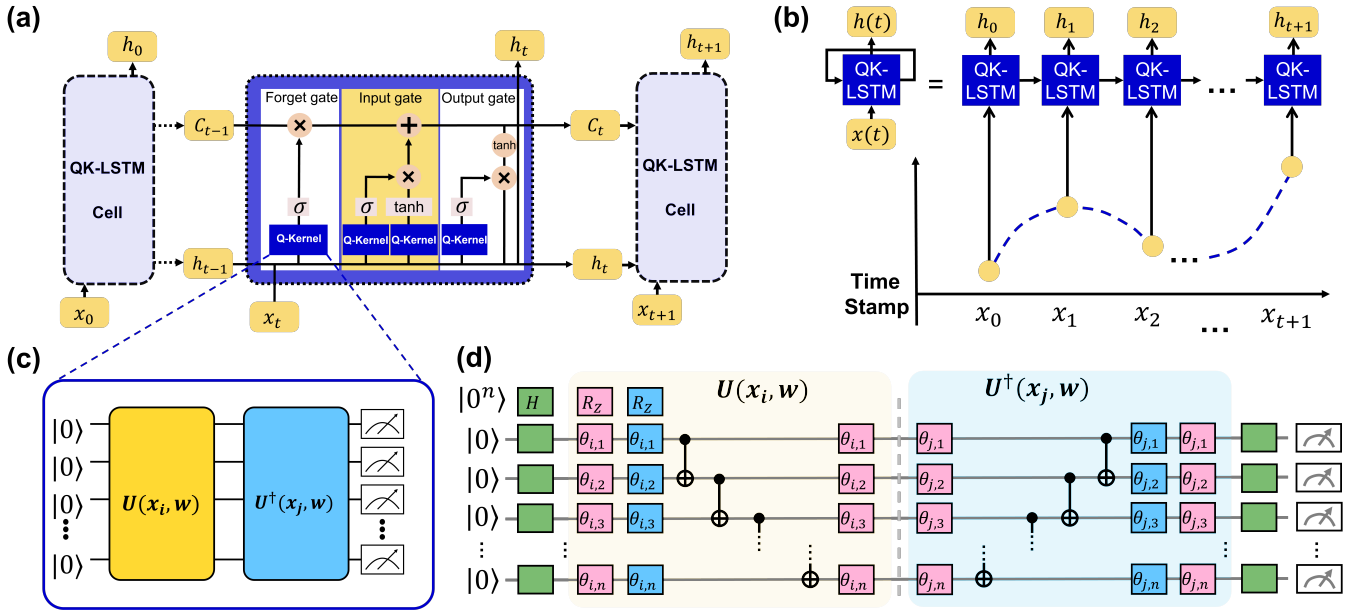 (a)
h₀
hₜ
hₜ₊₁
Forget gate
Input gate
Output gate
Cₜ₋₁
×
+
tanh
Cₜ
QK-LSTM
Cell
×
×
σ
σ
tanh
σ
Q-Kernel
Q-Kernel
Q-Kernel
Q-Kernel
QK-LSTM
Cell
hₜ₋₁
hₜ
x₀
xₜ
xₜ₊₁
(b)
h(t)
h₀
h₁
h₂
hₜ₊₁
QK-
LSTM
=
QK-
LSTM
QK-
LSTM
QK-
LSTM
...
QK-
LSTM
x(t)
...
Time
Stamp
x₀
x₁
x₂
...
xₜ₊₁
(c)
|0⟩
|0⟩
|0⟩
|0⟩
U(xᵢ, w)
U†(xⱼ, w)
(d)
U(xᵢ, w)
U†(xⱼ, w)
|0ⁿ⟩
H
R_Z
R_Z
|0⟩
θᵢ,₁
θᵢ,₁
θᵢ,₁
θⱼ,₁
θⱼ,₁
θⱼ,₁
|0⟩
θᵢ,₂
θᵢ,₂
θᵢ,₂
θⱼ,₂
θⱼ,₂
θⱼ,₂
|0⟩
θᵢ,₃
θᵢ,₃
θᵢ,₃
θⱼ,₃
θⱼ,₃
θⱼ,₃
|0⟩
θᵢ,ₙ
θᵢ,ₙ
θᵢ,ₙ
θⱼ,ₙ
θⱼ,ₙ
θⱼ,ₙ